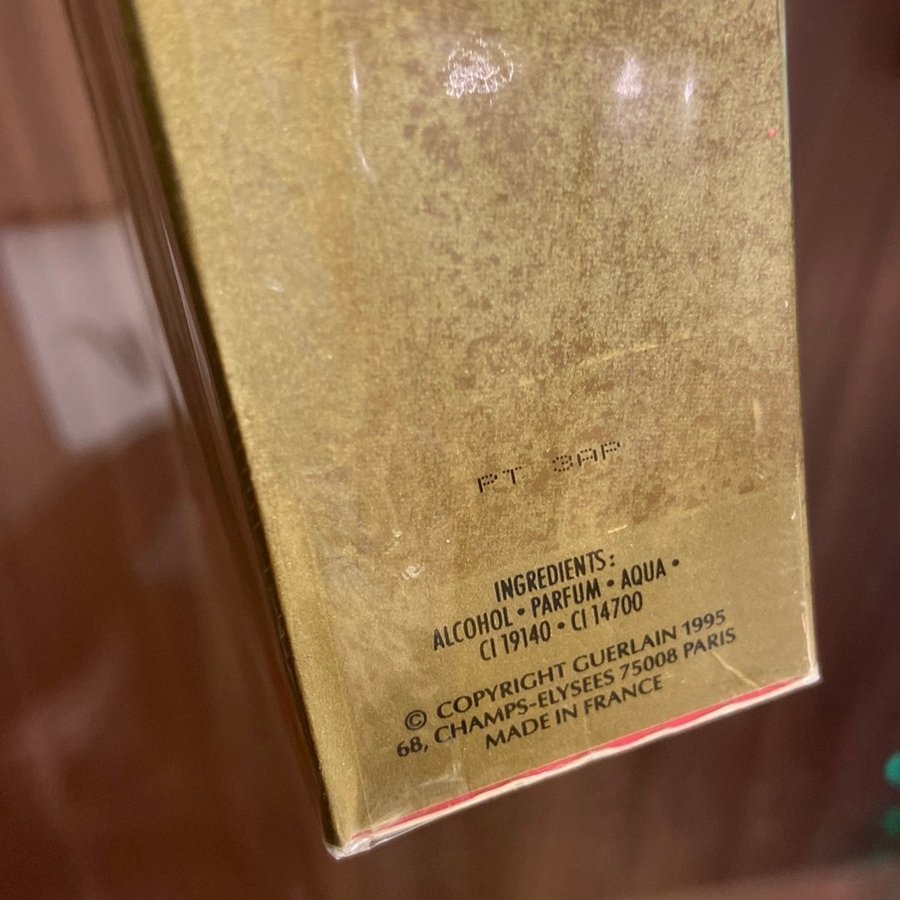 PT 3AP
INGREDIENTS:
ALCOHOL • PARFUM • AQUA •
CI 19140 • CI 14700
© COPYRIGHT GUERLAIN 1995
68, CHAMPS-ELYSEES 75008 PARIS
MADE IN FRANCE